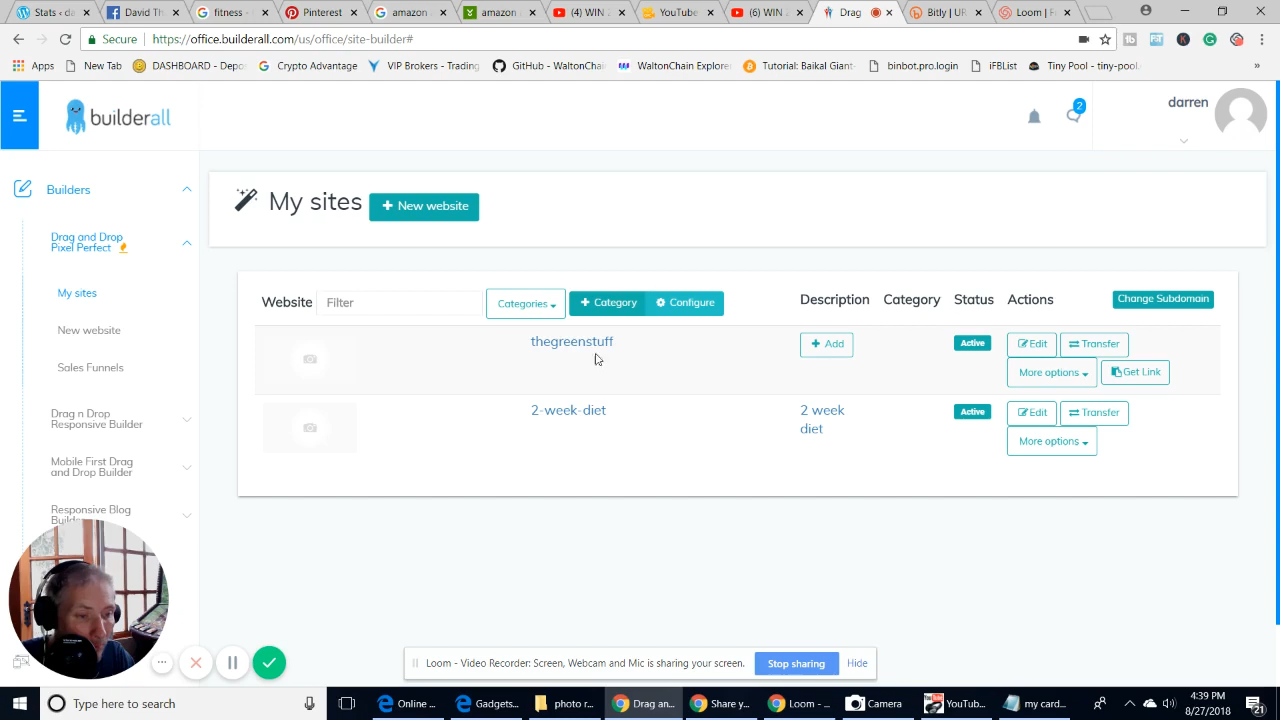 Stats ‹ da
David Th
fitness -
Pinterest
amazon
amazon
(4) WIN
YouTube
(6) WIN
Drag
Bitly | UR
Loom | F
Secure
https://office.builderall.com/us/office/site-builder#
Apps
New Tab
DASHBOARD - Depo
Crypto Advantage
VIP Brokers - Trading
GitHub - WaltonChain
WaltonChain Explorer
Tutorial: Baikal Giant-
binbot.pro.login
iFBList
Tiny Pool - tiny-pool.
»
builderall
2
darren
Builders
My sites
+ New website
Drag and Drop
Pixel Perfect
My sites
New website
Sales Funnels
Drag n Drop
Responsive Builder
Mobile First Drag
and Drop Builder
Responsive Blog
Website
Filter
Categories
+ Category
Configure
Description
Category
Status
Actions
Change Subdomain
thegreenstuff
+ Add
Active
Edit
Transfer
More options
Get Link
2-week-diet
2 week
diet
Active
Edit
Transfer
More options
Loom - Video Recorder: Screen, Webcam and Mic is sharing your screen.
Stop sharing
Hide
Type here to search
Online ...
Gadgets...
photo r...
Drag an...
Share y...
Loom - ...
Camera
YouTub...
my card...
4:39 PM
8/27/2018
21